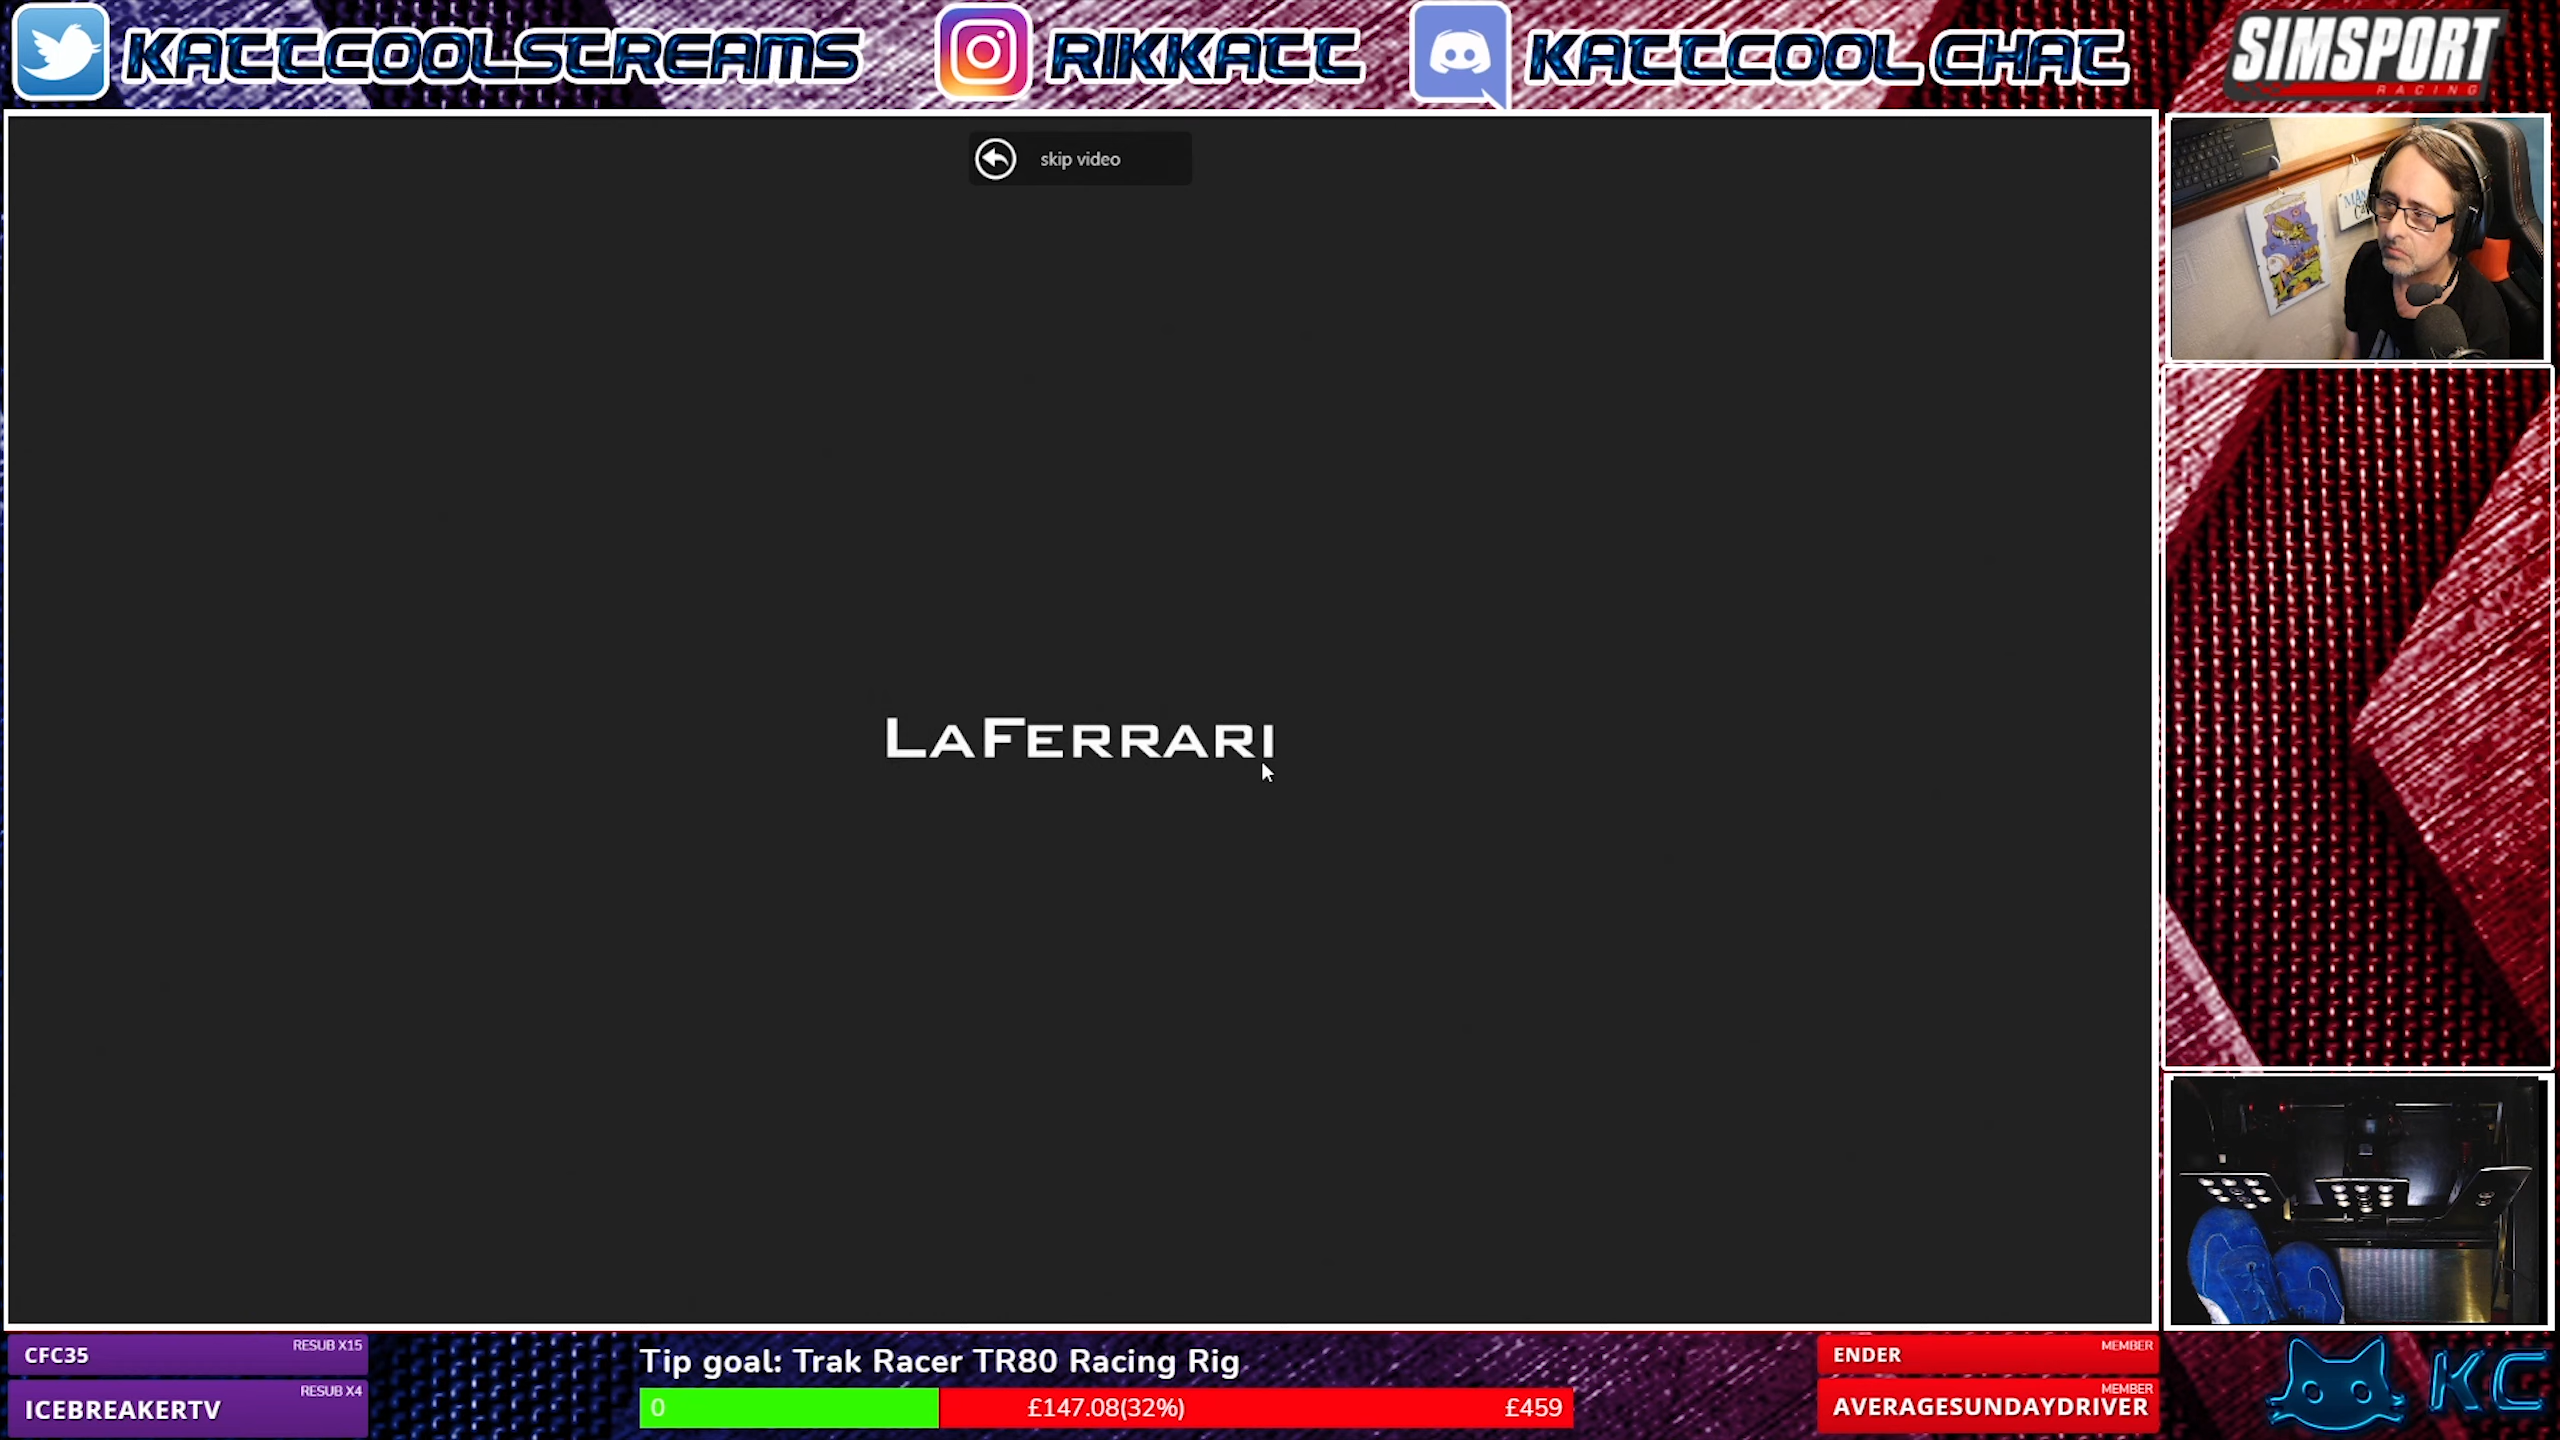 KATTCOOLSTREAMS
RIKKATT
KATTCOOL CHAT
SIMSPORT
RACING
skip video
LAFERRARI
CFC35
RESUB X15
ICEBREAKERTV
RESUB X4
Tip goal: Trak Racer TR80 Racing Rig
0
£147.08(32%)
£459
ENDER
MEMBER
AVERAGESUNDAYDRIVER
MEMBER
KC